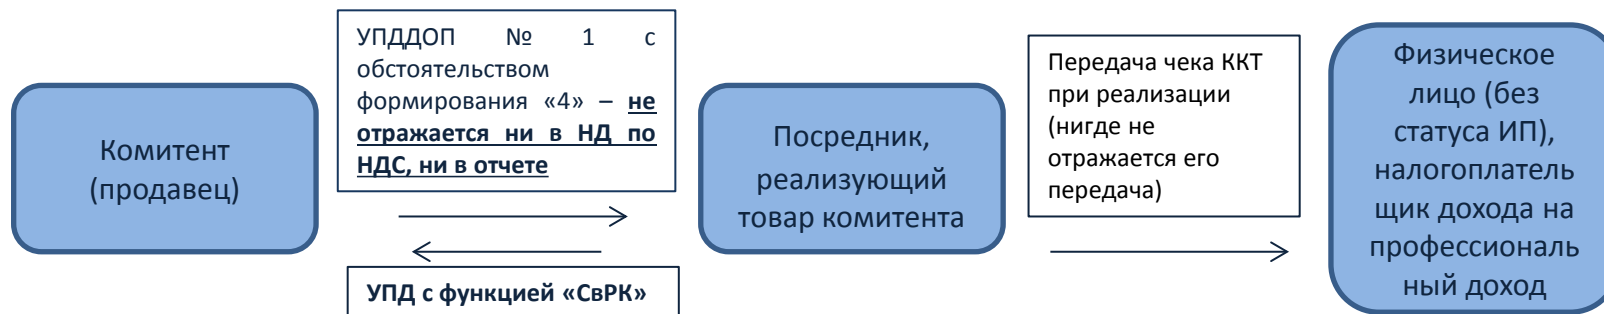 Комитент
(продавец)
УПДДОП № 1 с
обстоятельством
формирования «4» – не
отражается ни в НД по
НДС, ни в отчете
УПД с функцией «СвРК»
Посредник,
реализующий
товар комитента
Передача чека ККТ
при реализации
(нигде не
отражается его
передача)
Физическое
лицо (без
статуса ИП),
налогоплатель
щик дохода на
профессиональ
ный доход